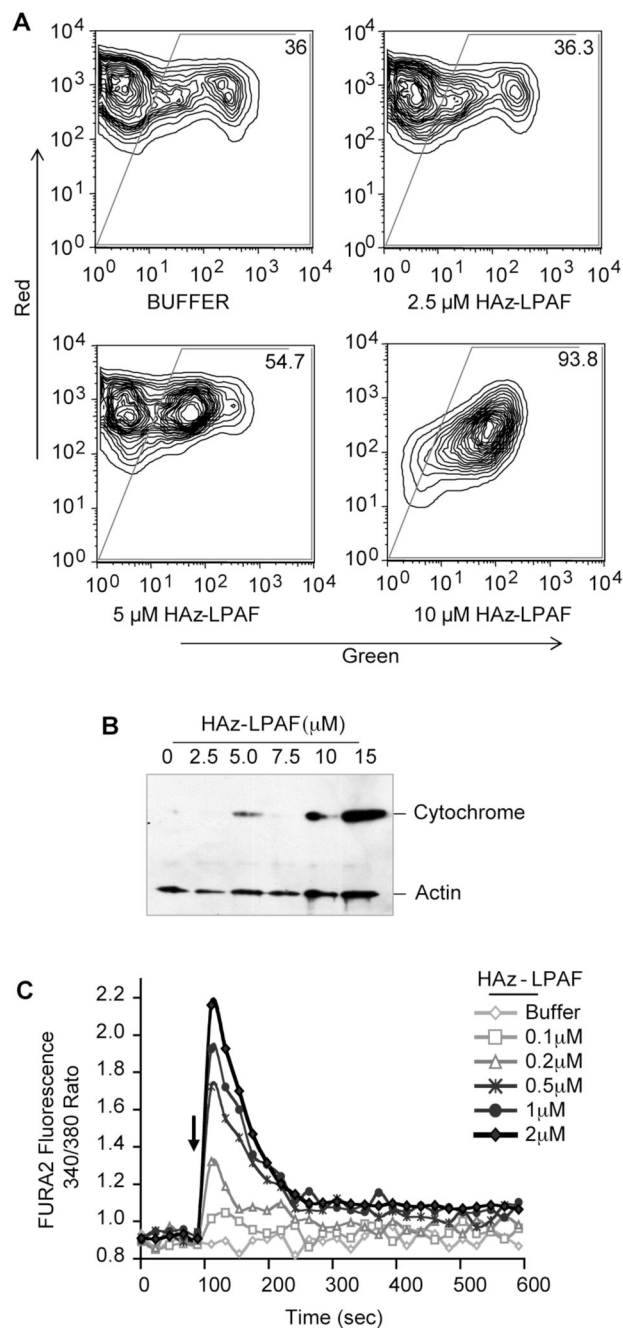 A
10⁴ 10³ 10² 10¹ 10⁰
36
10⁰ 10¹ 10² 10³ 10⁴
BUFFER
10⁴ 10³ 10² 10¹ 10⁰
36.3
10⁰ 10¹ 10² 10³ 10⁴
2.5 µM HAz-LPAF
Red
10⁴ 10³ 10² 10¹ 10⁰
54.7
10⁰ 10¹ 10² 10³ 10⁴
5 µM HAz-LPAF
10⁴ 10³ 10² 10¹ 10⁰
93.8
10⁰ 10¹ 10² 10³ 10⁴
10 µM HAz-LPAF
Green
B
HAz-LPAF(µM)
0 2.5 5.0 7.5 10 15
Cytochrome
Actin
C
FURA2 Fluorescence
340/380 Rato
2.2
2.0
1.8
1.6
1.4
1.2
1.0
0.8
0 100 200 300 400 500 600
Time (sec)
HAz - LPAF
Buffer
0.1µM
0.2µM
0.5µM
1µM
2µM